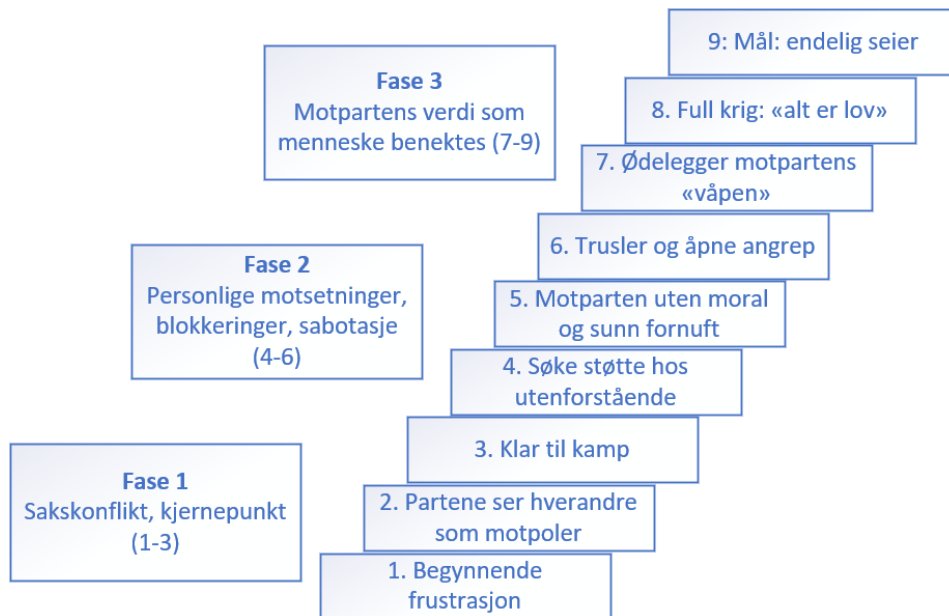 9: Mål: endelig seier
Fase 3
Motpartens verdi som
menneske benektes (7-9)
8. Full krig: «alt er lov»
7. Ødelegger motpartens
«våpen»
6. Trusler og åpne angrep
Fase 2
Personlige motsetninger,
blokkeringer, sabotasje
(4-6)
5. Motparten uten moral
og sunn fornuft
4. Søke støtte hos
utenforstående
3. Klar til kamp
Fase 1
Sakskonflikt, kjernepunkt
(1-3)
2. Partene ser hverandre
som motpoler
1. Begynnende
frustrasjon